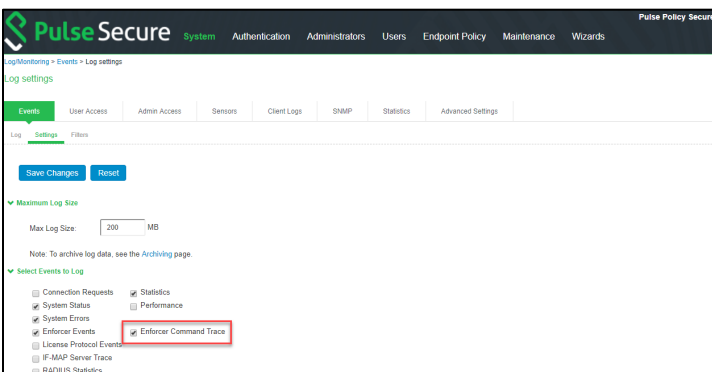 Pulse Policy Secure
Pulse Secure System Authentication Administrators Users Endpoint Policy Maintenance Wizards
Log/Monitoring > Events > Log settings
Log settings
Events User Access Admin Access Sensors Client Logs SNMP Statistics Advanced Settings
Log Settings Filters
Save Changes Reset
Maximum Log Size
Max Log Size: 200 MB
Note: To archive log data, see the Archiving page.
Select Events to Log
Connection Requests Statistics
System Status Performance
System Errors
Enforcer Events Enforcer Command Trace
License Protocol Events
IF-MAP Server Trace
RADIUS Statistics